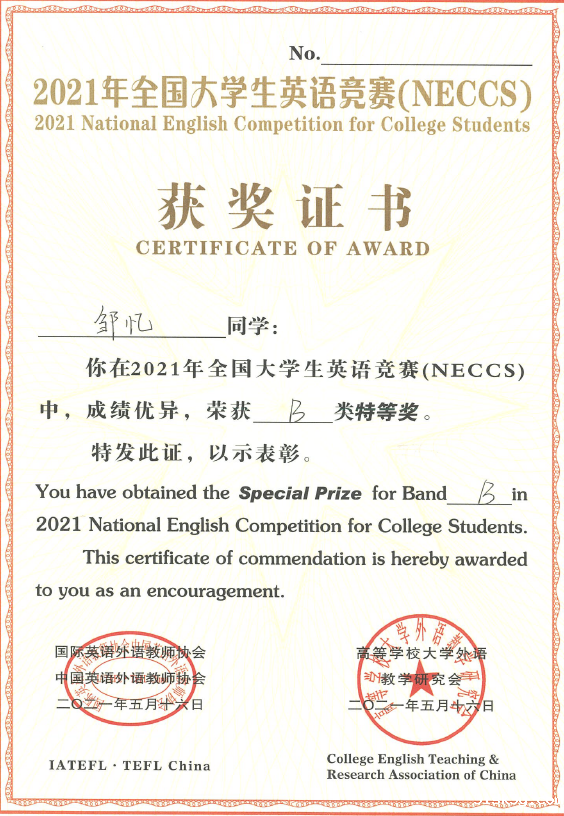 No.
2021年全国大学生英语竞赛(NECCS)
2021 National English Competition for College Students
获奖证书
CERTIFICATE OF AWARD
邹忆 同学:
你在2021年全国大学生英语竞赛(NECCS)
中，成绩优异，荣获 B 类特等奖。
特发此证，以示表彰。
You have obtained the Special Prize for Band B in
2021 National English Competition for College Students.
This certificate of commendation is hereby awarded
to you as an encouragement.
国际英语外语教师协会
中国英语外语教师协会
二〇二一年五月十六日
IATEFL · TEFL China
高等学校大学外语
教学研究会
二〇二一年五月十六日
College English Teaching &
Research Association of China